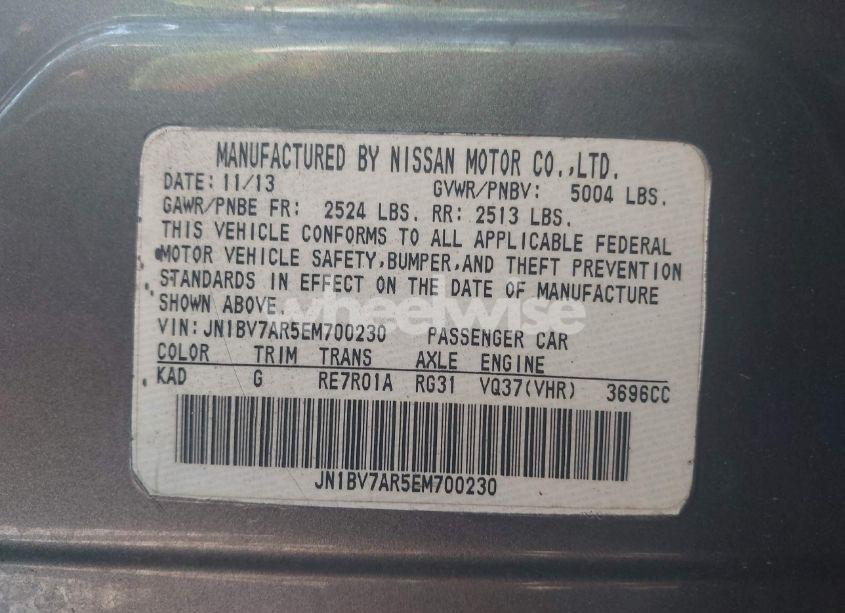 MANUFACTURED BY NISSAN MOTOR CO.,LTD.
DATE: 11/13 GVWR/PNBV: 5004 LBS.
GAWR/PNBE FR: 2524 LBS. RR: 2513 LBS.
THIS VEHICLE CONFORMS TO ALL APPLICABLE FEDERAL
MOTOR VEHICLE SAFETY,BUMPER,AND THEFT PREVENTION
STANDARDS IN EFFECT ON THE DATE OF MANUFACTURE
SHOWN ABOVE.
wheelwise
VIN: JN1BV7AR5EM700230 PASSENGER CAR
COLOR TRIM TRANS AXLE ENGINE
KAD G RE7R01A RG31 VQ37(VHR) 3696CC
JN1BV7AR5EM700230